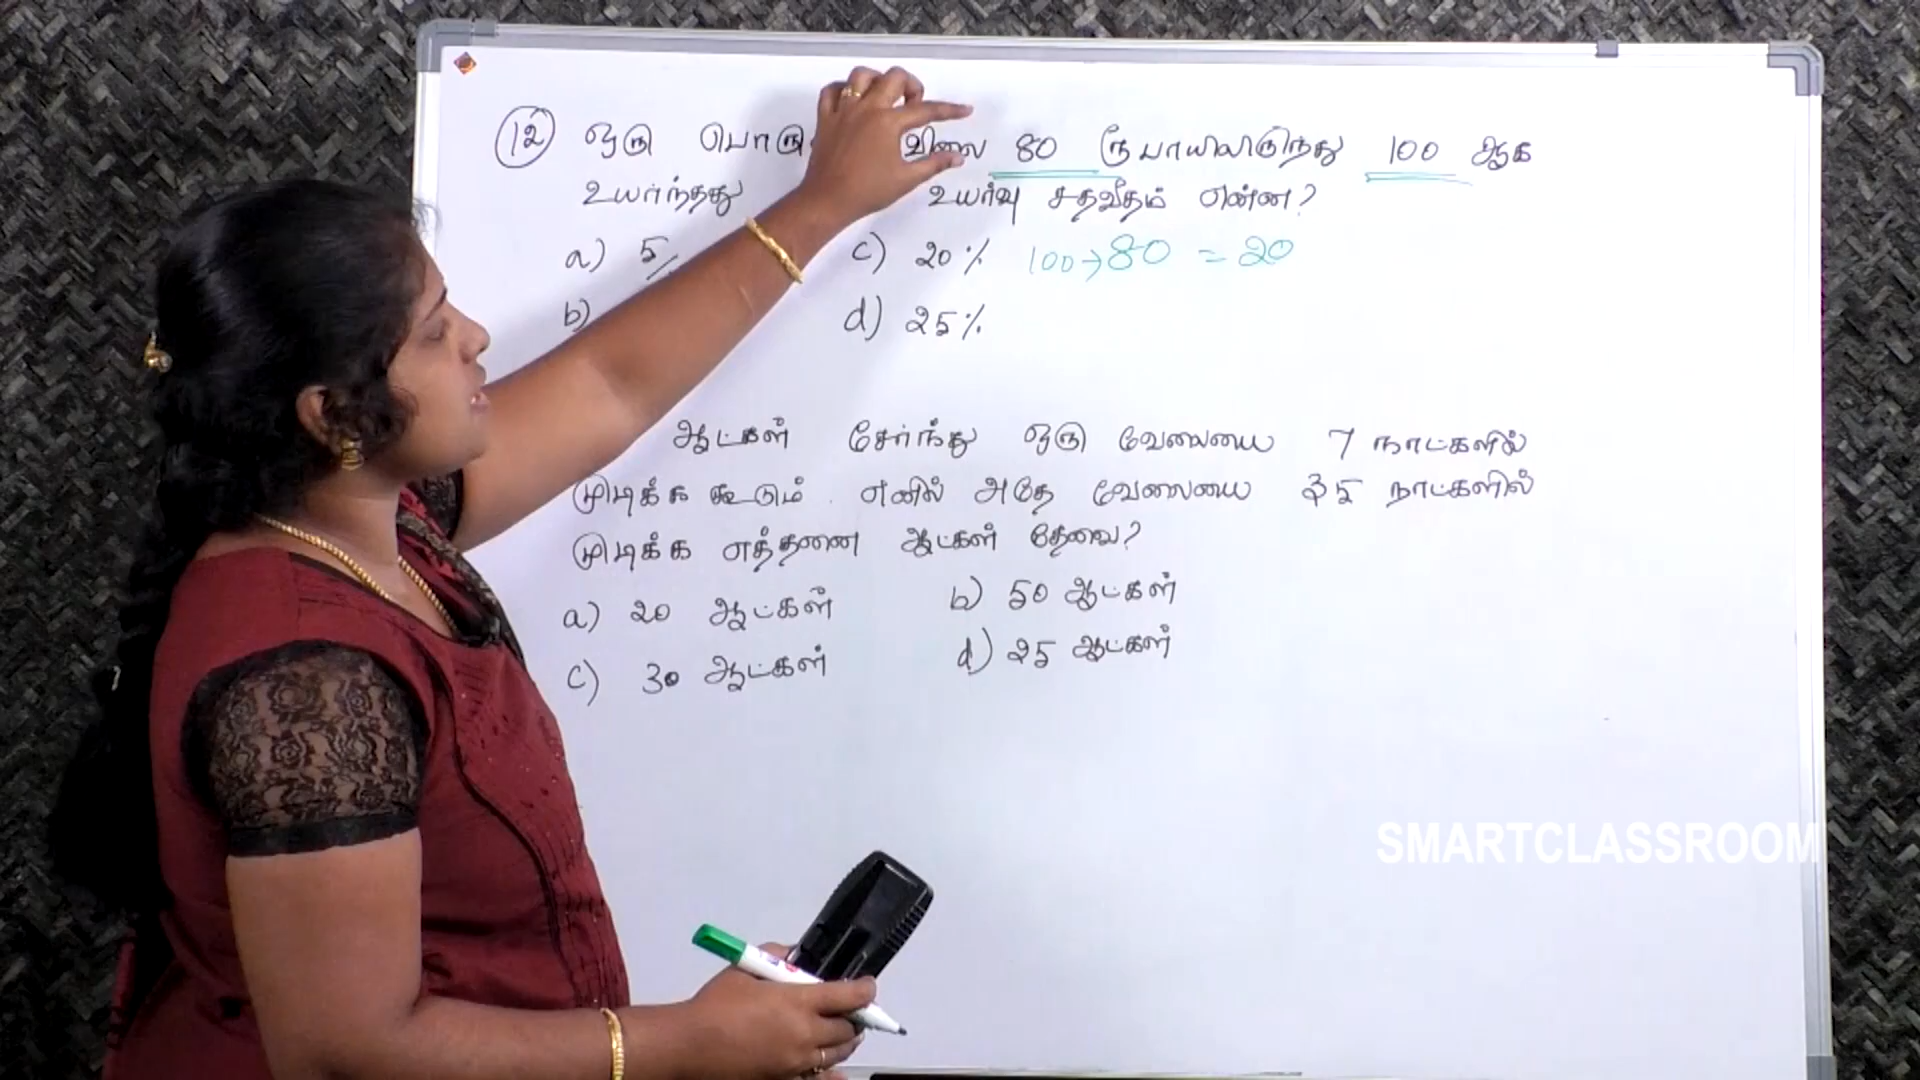 12 ஒரு விலை 80 ரூபாயிலிருந்து 100 ஆக
உயர்ந்தது உயர்வு சதவீதம் என்ன?
a) 5 c) 20% 100→80 = 20
b) d) 25%
ஆட்கள் சேர்ந்து ஒரு வேலையை 7 நாட்களில்
முடிக்க கூடும். எனில் அதே வேலையை 35 நாட்களில்
முடிக்க எத்தனை ஆட்கள் தேவை?
a) 20 ஆட்கள் b) 50 ஆட்கள்
c) 30 ஆட்கள் d) 25 ஆட்கள்
SMARTCLASSROOM